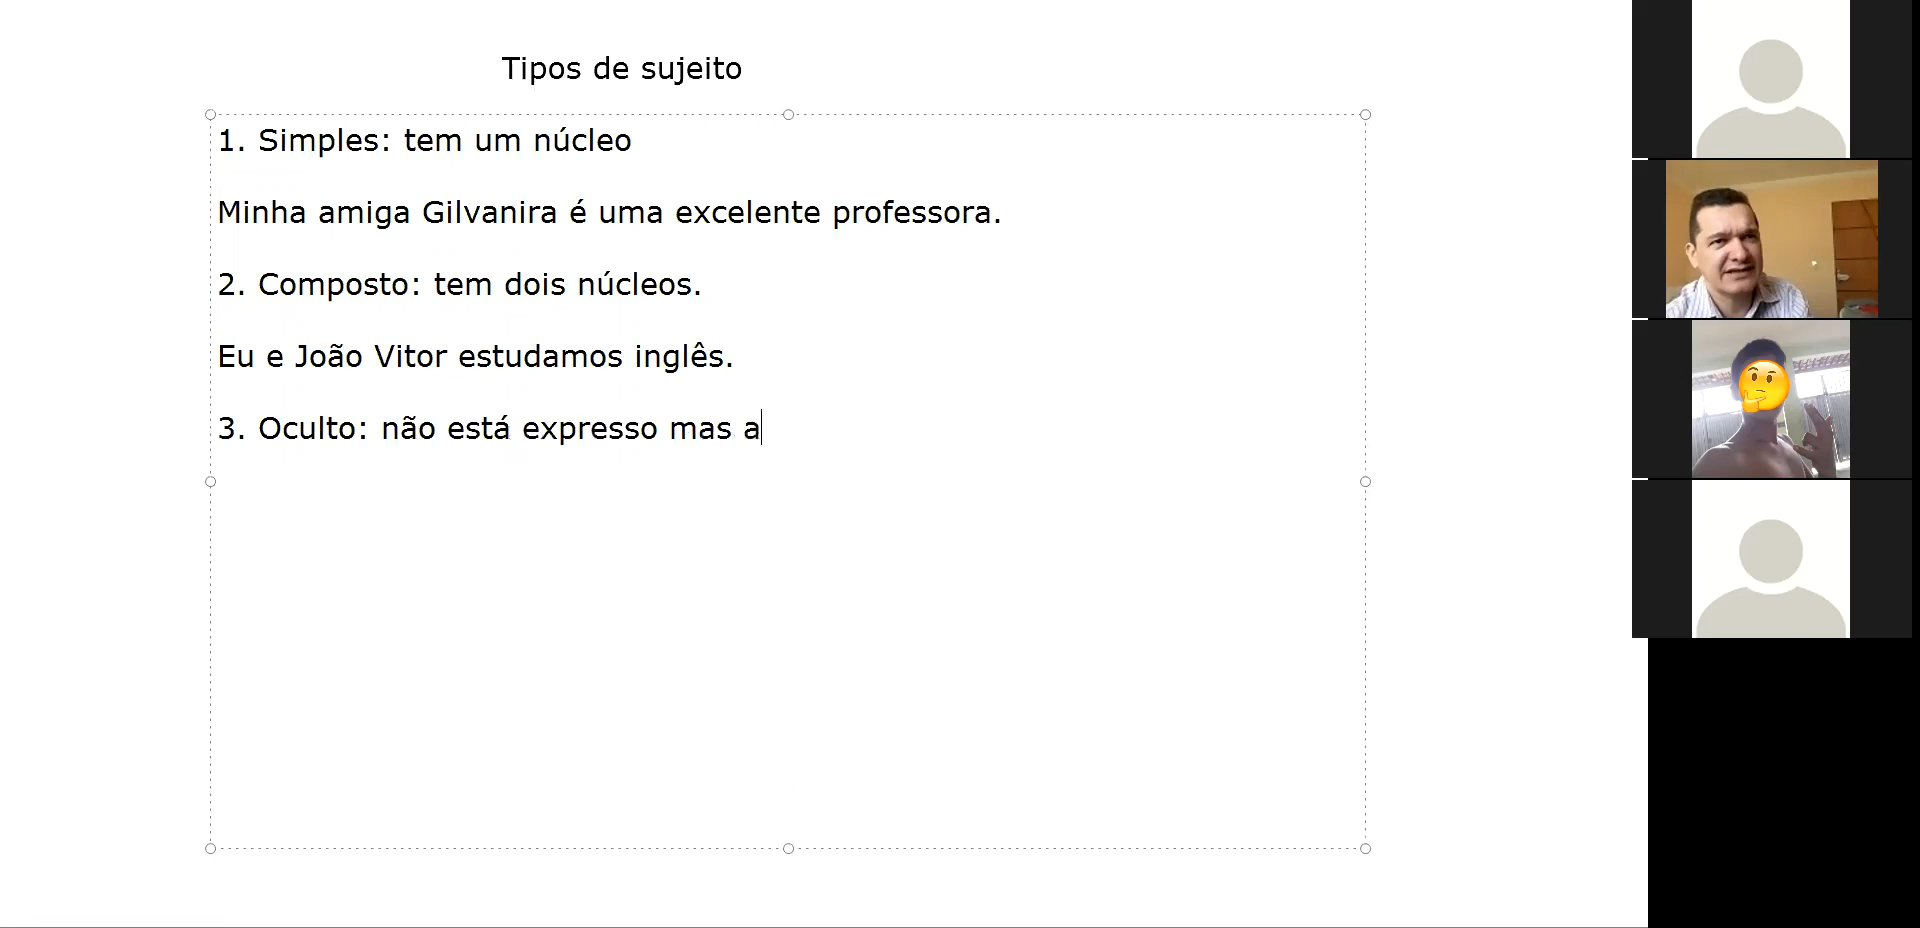 Tipos de sujeito
1. Simples: tem um núcleo
Minha amiga Gilvanira é uma excelente professora.
2. Composto: tem dois núcleos.
Eu e João Vitor estudamos inglês.
3. Oculto: não está expresso mas a